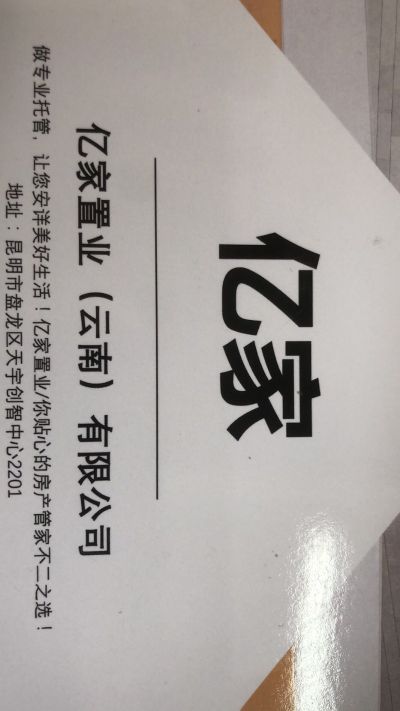 亿家
亿家置业（云南）有限公司
做专业托管，让您安详美好生活！亿家置业/你贴心的房产管家不二之选！
地址：昆明市盘龙区天宇创智中心2201